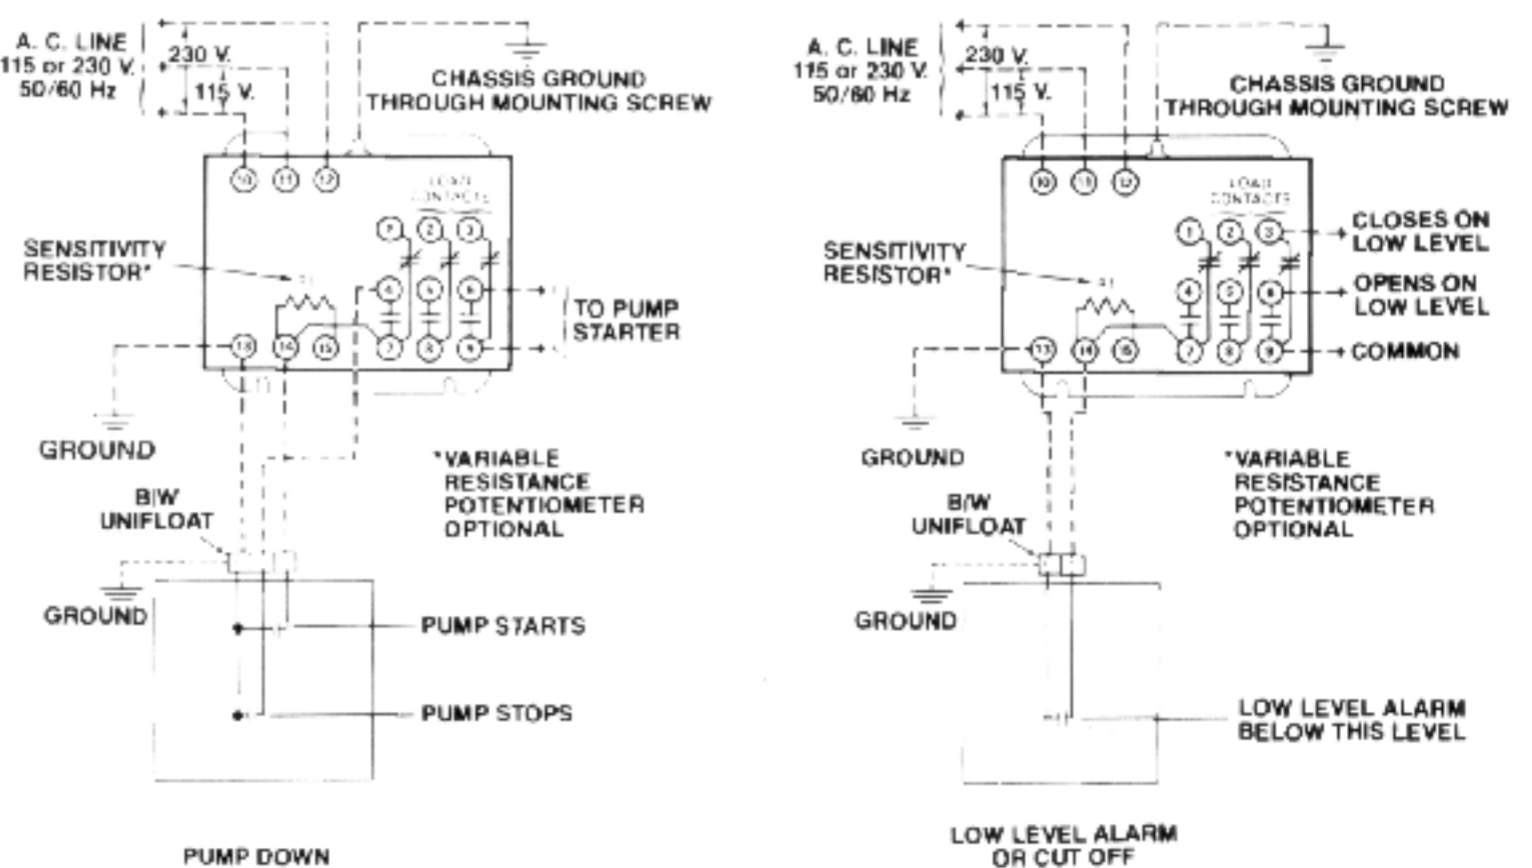 A. C. LINE
115 or 230 V.
50/60 Hz
230 V.
115 V.
CHASSIS GROUND
THROUGH MOUNTING SCREW
10 11 12
LOAD
CONTACTS
1 2 3
SENSITIVITY
RESISTOR*
4 5 6
TO PUMP
STARTER
13 14 15 7 8 9
GROUND
*VARIABLE
RESISTANCE
POTENTIOMETER
OPTIONAL
B/W
UNIFLOAT
GROUND
PUMP STARTS
PUMP STOPS
PUMP DOWN
A. C. LINE
115 or 230 V.
50/60 Hz
230 V.
115 V.
CHASSIS GROUND
THROUGH MOUNTING SCREW
10 11 12
LOAD
CONTACTS
1 2 3
CLOSES ON
LOW LEVEL
SENSITIVITY
RESISTOR*
4 5 6
OPENS ON
LOW LEVEL
13 14 15 7 8 9
COMMON
GROUND
*VARIABLE
RESISTANCE
POTENTIOMETER
OPTIONAL
B/W
UNIFLOAT
GROUND
LOW LEVEL ALARM
BELOW THIS LEVEL
LOW LEVEL ALARM
OR CUT OFF